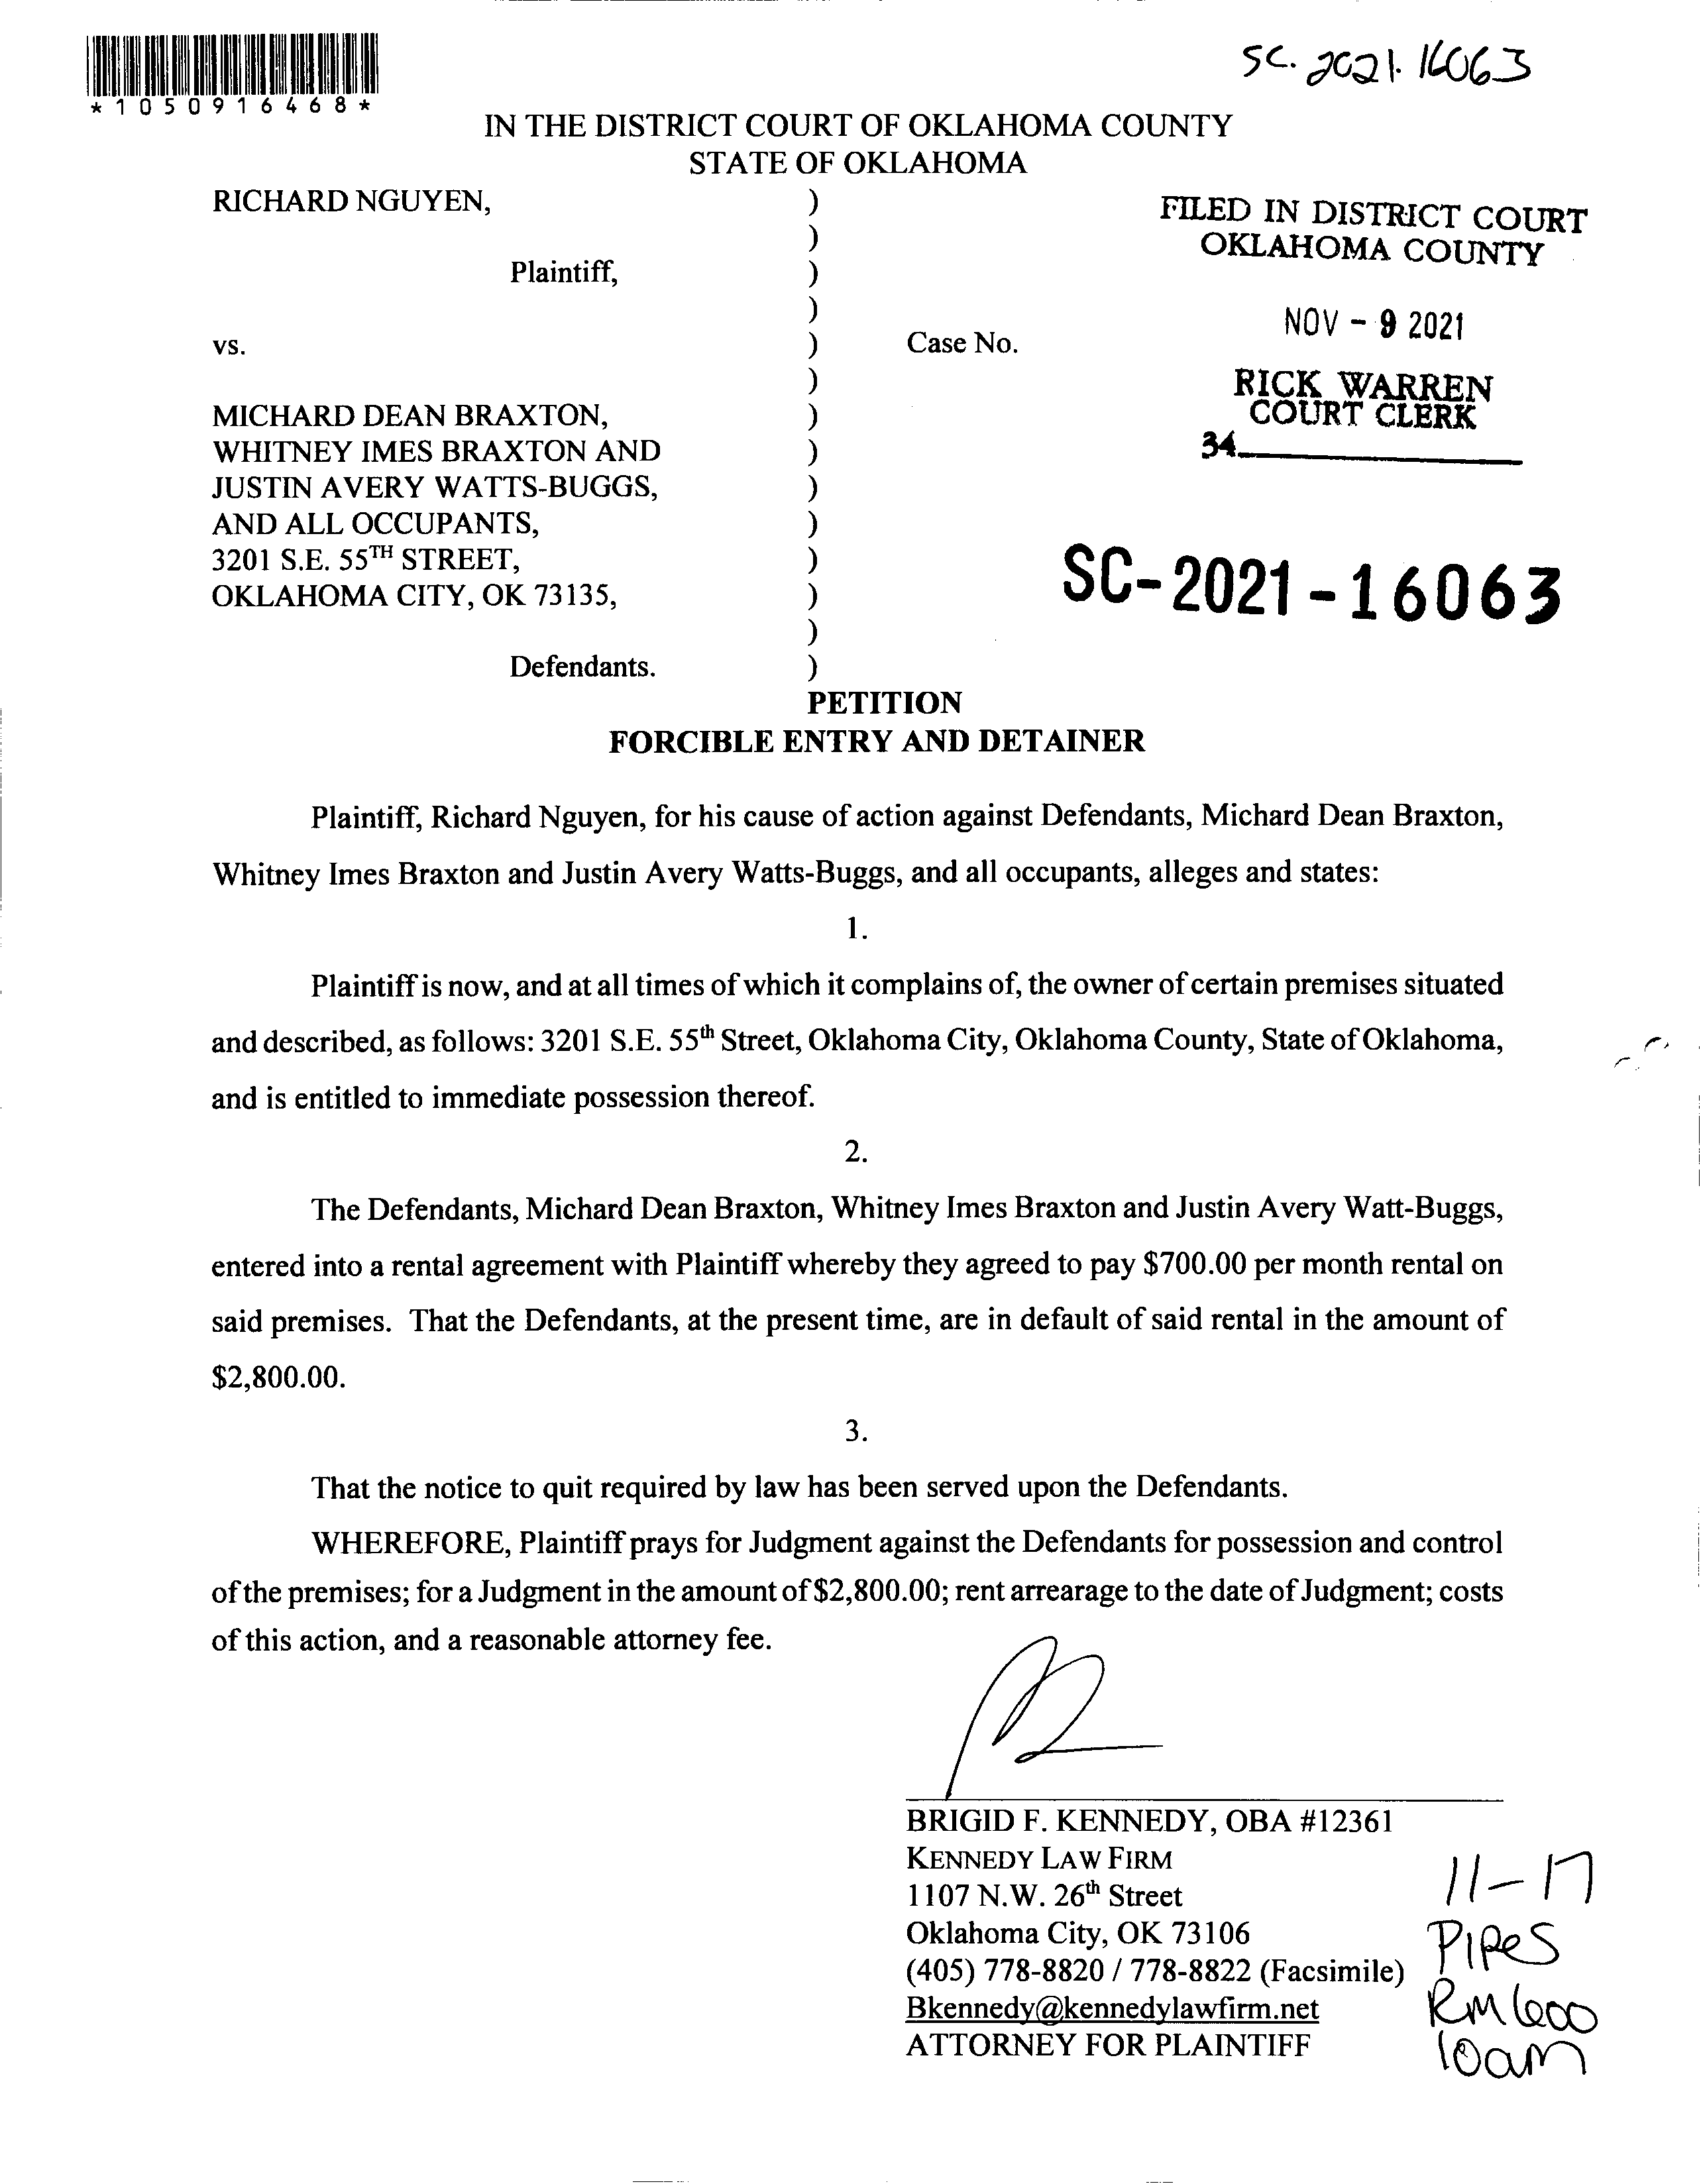 SC. 2021. 16063
*1050916468*
IN THE DISTRICT COURT OF OKLAHOMA COUNTY
STATE OF OKLAHOMA
RICHARD NGUYEN, )
)
Plaintiff, )
)
vs. ) Case No.
)
MICHARD DEAN BRAXTON, )
WHITNEY IMES BRAXTON AND )
JUSTIN AVERY WATTS-BUGGS, )
AND ALL OCCUPANTS, )
3201 S.E. 55TH STREET, )
OKLAHOMA CITY, OK 73135, )
)
Defendants. )
FILED IN DISTRICT COURT
OKLAHOMA COUNTY
NOV - 9 2021
RICK WARREN
COURT CLERK
34
SC-2021-16063
PETITION
FORCIBLE ENTRY AND DETAINER
Plaintiff, Richard Nguyen, for his cause of action against Defendants, Michard Dean Braxton,
Whitney Imes Braxton and Justin Avery Watts-Buggs, and all occupants, alleges and states:
1.
Plaintiff is now, and at all times of which it complains of, the owner of certain premises situated
and described, as follows: 3201 S.E. 55th Street, Oklahoma City, Oklahoma County, State of Oklahoma,
and is entitled to immediate possession thereof.
2.
The Defendants, Michard Dean Braxton, Whitney Imes Braxton and Justin Avery Watt-Buggs,
entered into a rental agreement with Plaintiff whereby they agreed to pay $700.00 per month rental on
said premises. That the Defendants, at the present time, are in default of said rental in the amount of
$2,800.00.
3.
That the notice to quit required by law has been served upon the Defendants.
WHEREFORE, Plaintiff prays for Judgment against the Defendants for possession and control
of the premises; for a Judgment in the amount of $2,800.00; rent arrearage to the date of Judgment; costs
of this action, and a reasonable attorney fee.
BRIGID F. KENNEDY, OBA #12361
KENNEDY LAW FIRM
1107 N.W. 26th Street
Oklahoma City, OK 73106
(405) 778-8820 / 778-8822 (Facsimile)
Bkennedy@kennedylawfirm.net
ATTORNEY FOR PLAINTIFF
11-17
PIPES
RM 600
10am